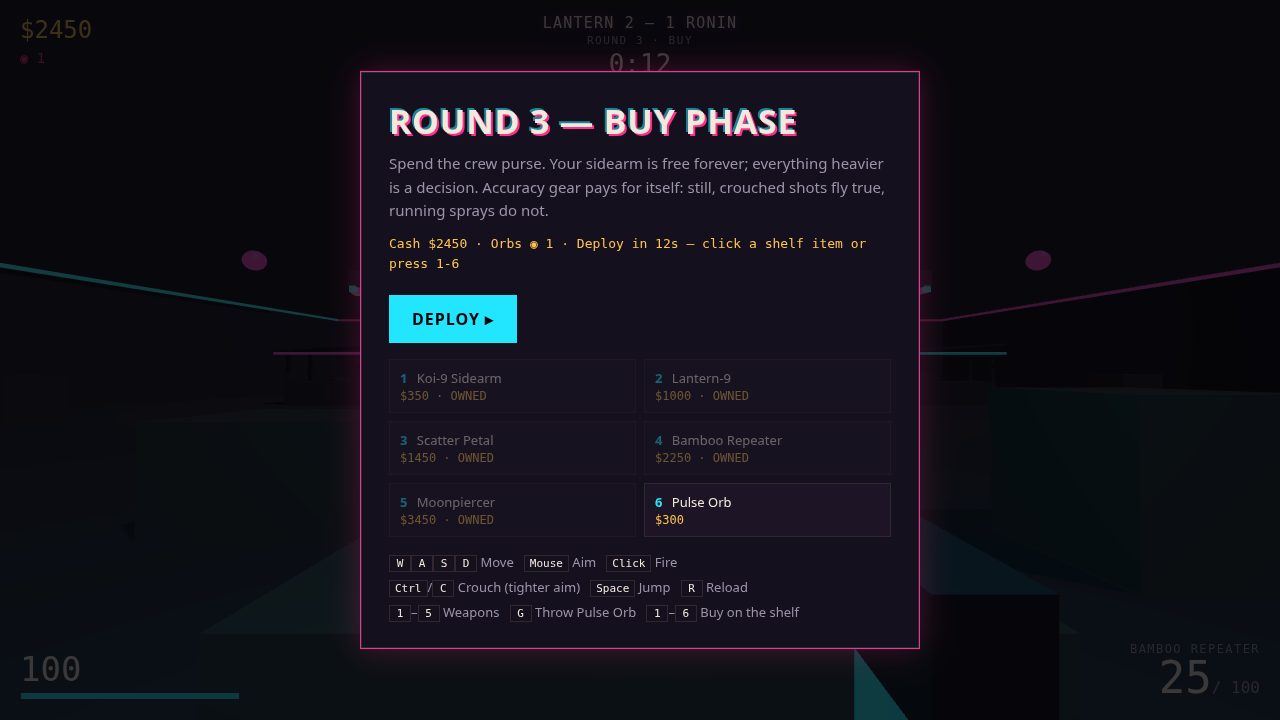 $2450
◉ 1
LANTERN 2 — 1 RONIN
ROUND 3 · BUY
0:12
ROUND 3 — BUY PHASE
Spend the crew purse. Your sidearm is free forever; everything heavier
is a decision. Accuracy gear pays for itself: still, crouched shots fly true,
running sprays do not.
Cash $2450 · Orbs ◉ 1 · Deploy in 12s — click a shelf item or
press 1-6
DEPLOY ▸
1 Koi-9 Sidearm
$350 · OWNED
2 Lantern-9
$1000 · OWNED
3 Scatter Petal
$1450 · OWNED
4 Bamboo Repeater
$2250 · OWNED
5 Moonpiercer
$3450 · OWNED
6 Pulse Orb
$300
W A S D Move Mouse Aim Click Fire
Ctrl/C Crouch (tighter aim) Space Jump R Reload
1–5 Weapons G Throw Pulse Orb 1–6 Buy on the shelf
100
BAMBOO REPEATER
25/ 100